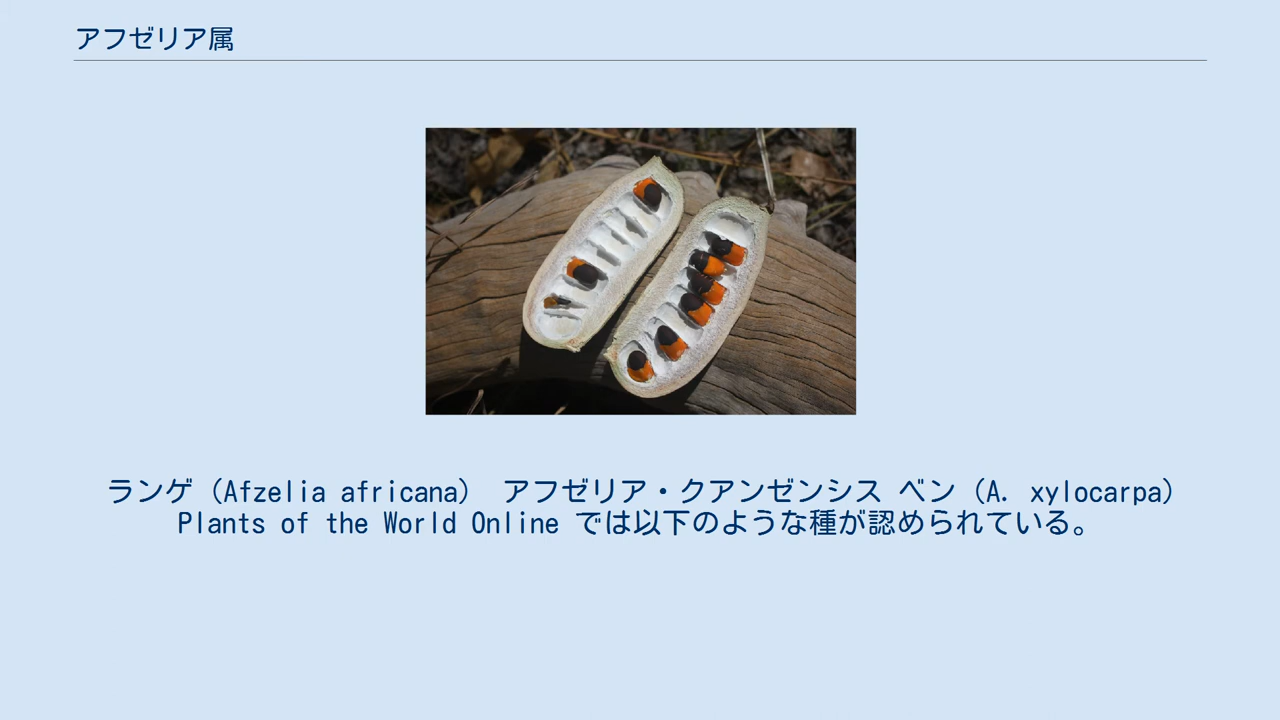 アフゼリア属
ランゲ（Afzelia africana） アフゼリア・クアンゼンシス ベン（A. xylocarpa）
Plants of the World Online では以下のような種が認められている。